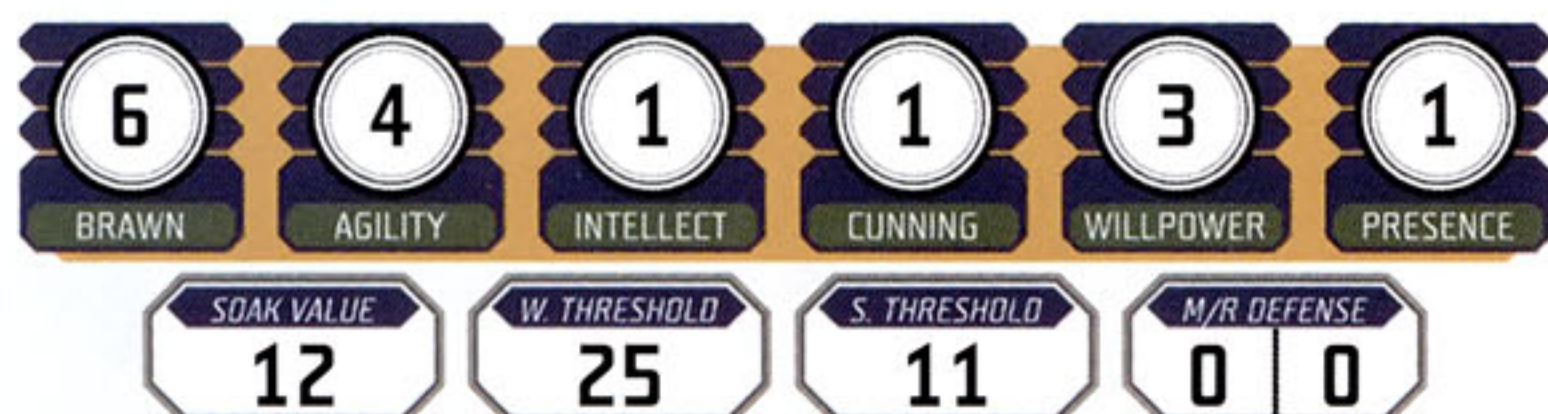 6 4 1 1 3 1
BRAWN AGILITY INTELLECT CUNNING WILLPOWER PRESENCE
SOAK VALUE W. THRESHOLD S. THRESHOLD M/R DEFENSE
12 25 11 0 0